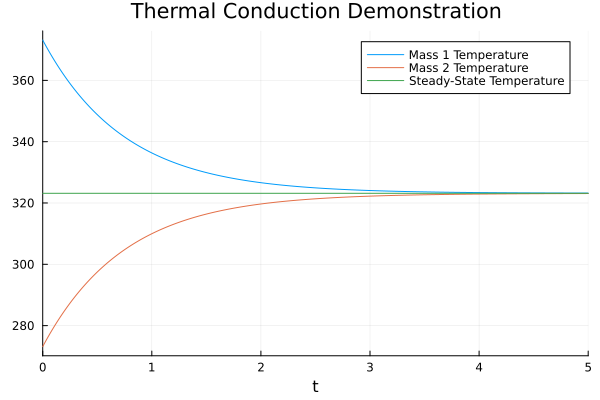 Thermal Conduction Demonstration
Mass 1 Temperature
Mass 2 Temperature
Steady-State Temperature
360
340
320
300
280
0 1 2 3 4 5
t